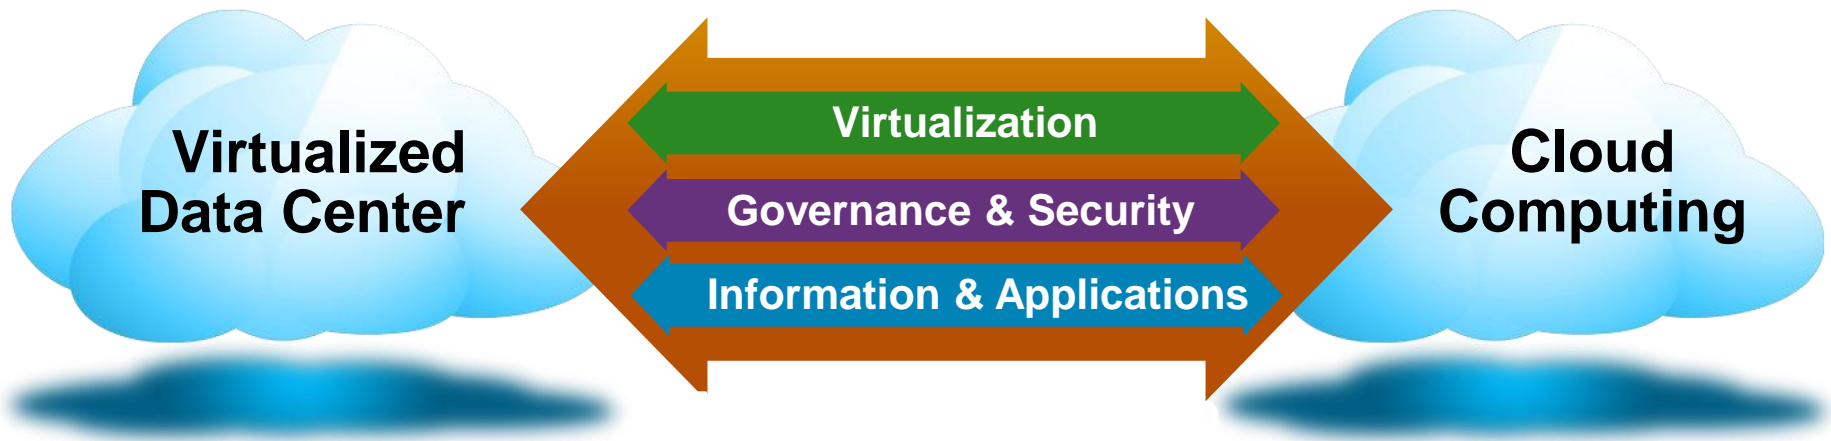 Virtualized
Data Center
Virtualization
Governance & Security
Information & Applications
Cloud
Computing